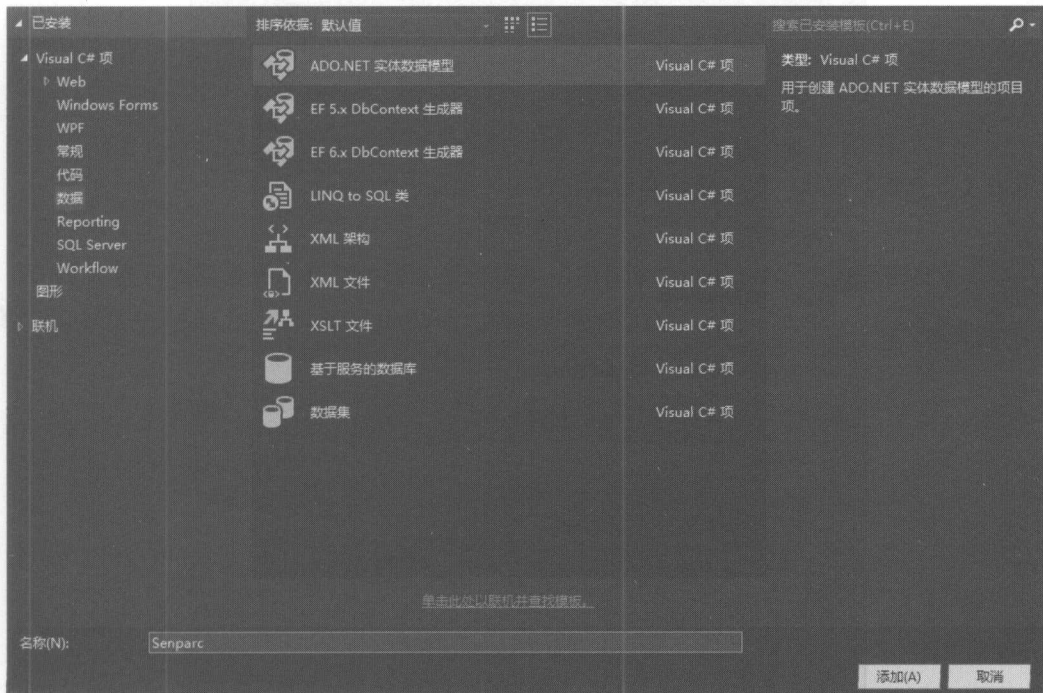 已安装
Visual C# 项
Web
Windows Forms
WPF
常规
代码
数据
Reporting
SQL Server
Workflow
图形
联机
排序依据: 默认值
ADO.NET 实体数据模型 Visual C# 项
EF 5.x DbContext 生成器 Visual C# 项
EF 6.x DbContext 生成器 Visual C# 项
LINQ to SQL 类 Visual C# 项
XML 架构 Visual C# 项
XML 文件 Visual C# 项
XSLT 文件 Visual C# 项
基于服务的数据库 Visual C# 项
数据集 Visual C# 项
单击此处以联机并查找模板。
搜索已安装模板(Ctrl+E)
类型: Visual C# 项
用于创建 ADO.NET 实体数据模型的项目
项。
名称(N): Senparc
添加(A) 取消